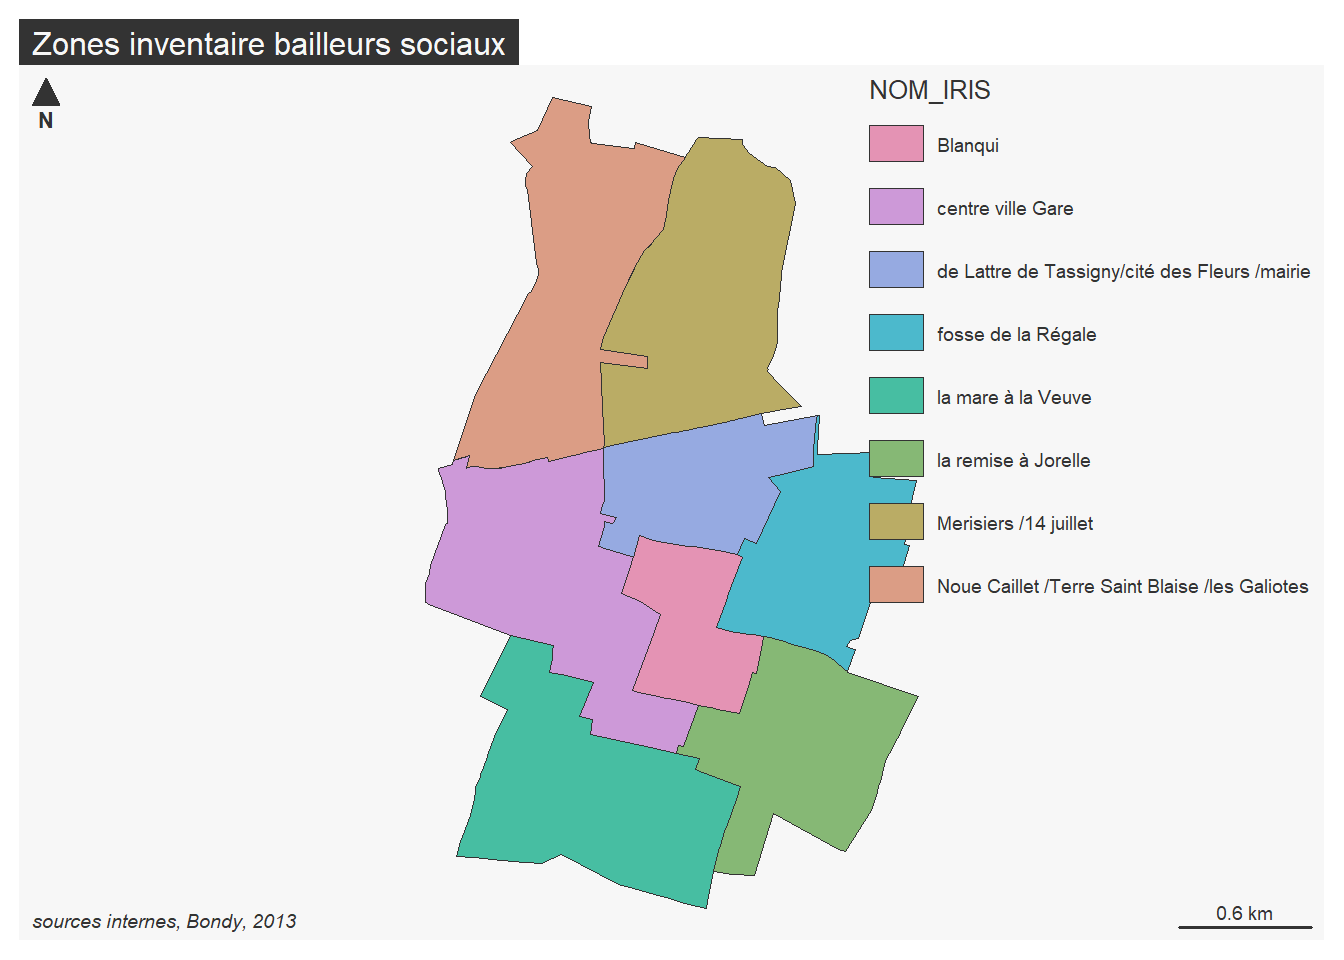 Zones inventaire bailleurs sociaux
N
NOM_IRIS
Blanqui
centre ville Gare
de Lattre de Tassigny/cité des Fleurs /mairie
fosse de la Régale
la mare à la Veuve
la remise à Jorelle
Merisiers /14 juillet
Noue Caillet /Terre Saint Blaise /les Galiotes
sources internes, Bondy, 2013
0.6 km